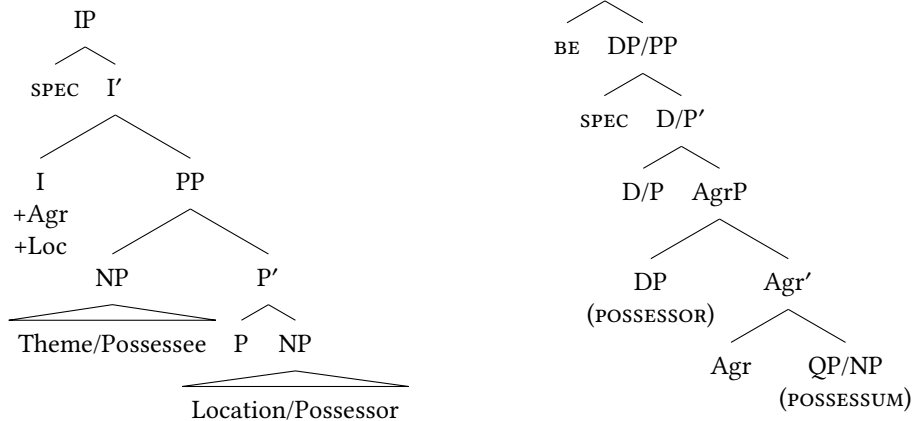 IP
SPEC I′
I PP
+Agr
+Loc
NP P′
Theme/Possessee P NP
Location/Possessor
BE DP/PP
SPEC D/P′
D/P AgrP
DP Agr′
(POSSESSOR)
Agr QP/NP
(POSSESSUM)